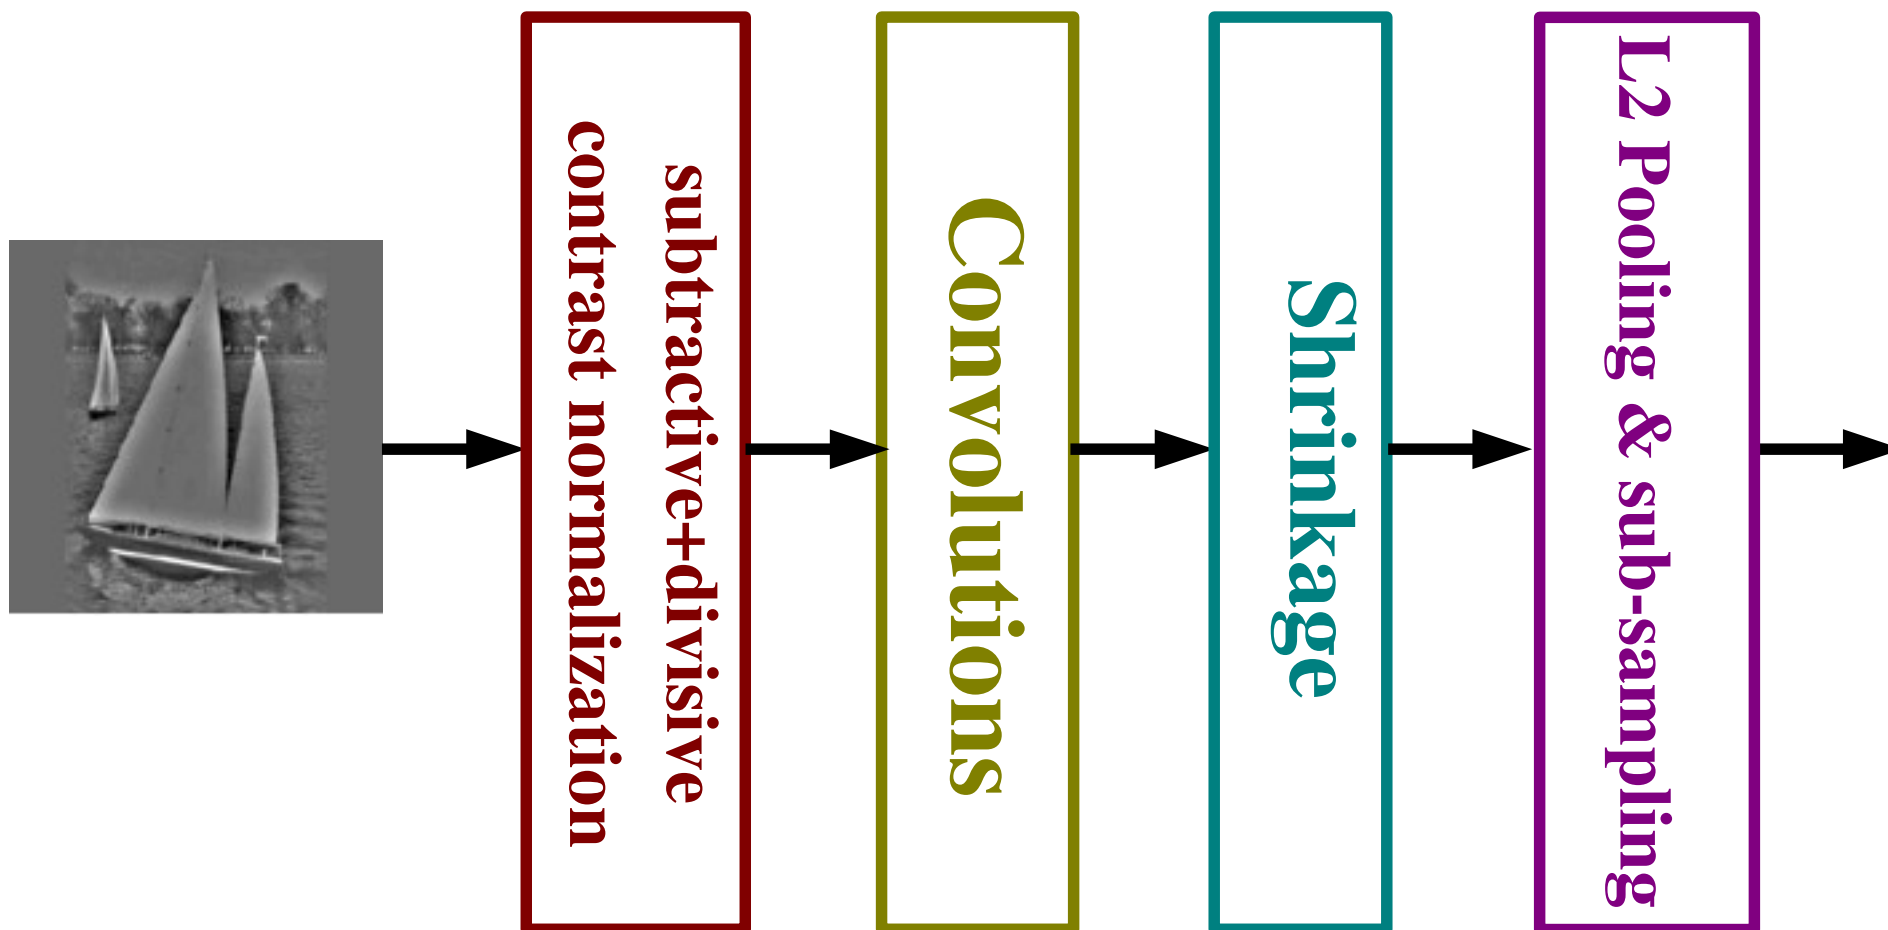 subtractive+divisive
contrast normalization
Convolutions
Shrinkage
L2 Pooling & sub-sampling